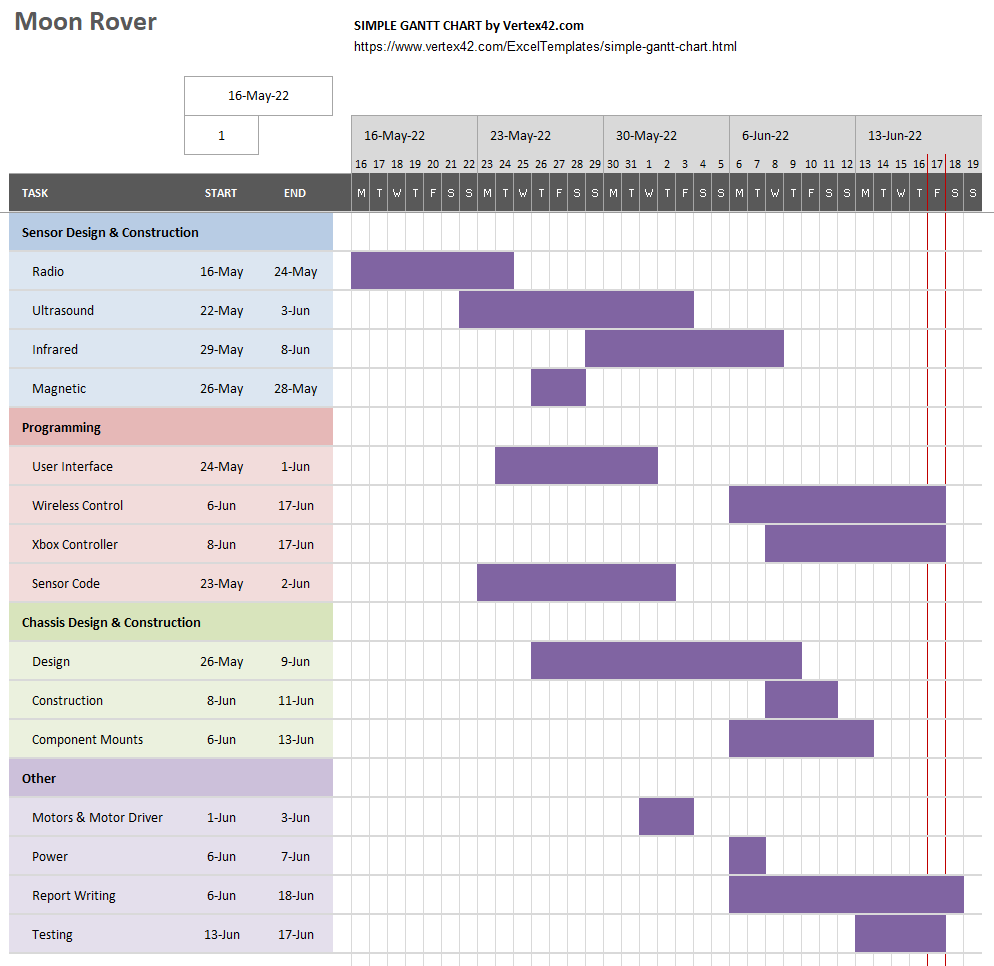 Moon Rover
SIMPLE GANTT CHART by Vertex42.com
https://www.vertex42.com/ExcelTemplates/simple-gantt-chart.html
16-May-22
1
16-May-22 23-May-22 30-May-22 6-Jun-22 13-Jun-22
16 17 18 19 20 21 22 23 24 25 26 27 28 29 30 31 1 2 3 4 5 6 7 8 9 10 11 12 13 14 15 16 17 18 19
TASK START END M T W T F S S M T W T F S S M T W T F S S M T W T F S S M T W T F S S
Sensor Design & Construction
Radio 16-May 24-May
Ultrasound 22-May 3-Jun
Infrared 29-May 8-Jun
Magnetic 26-May 28-May
Programming
User Interface 24-May 1-Jun
Wireless Control 6-Jun 17-Jun
Xbox Controller 8-Jun 17-Jun
Sensor Code 23-May 2-Jun
Chassis Design & Construction
Design 26-May 9-Jun
Construction 8-Jun 11-Jun
Component Mounts 6-Jun 13-Jun
Other
Motors & Motor Driver 1-Jun 3-Jun
Power 6-Jun 7-Jun
Report Writing 6-Jun 18-Jun
Testing 13-Jun 17-Jun